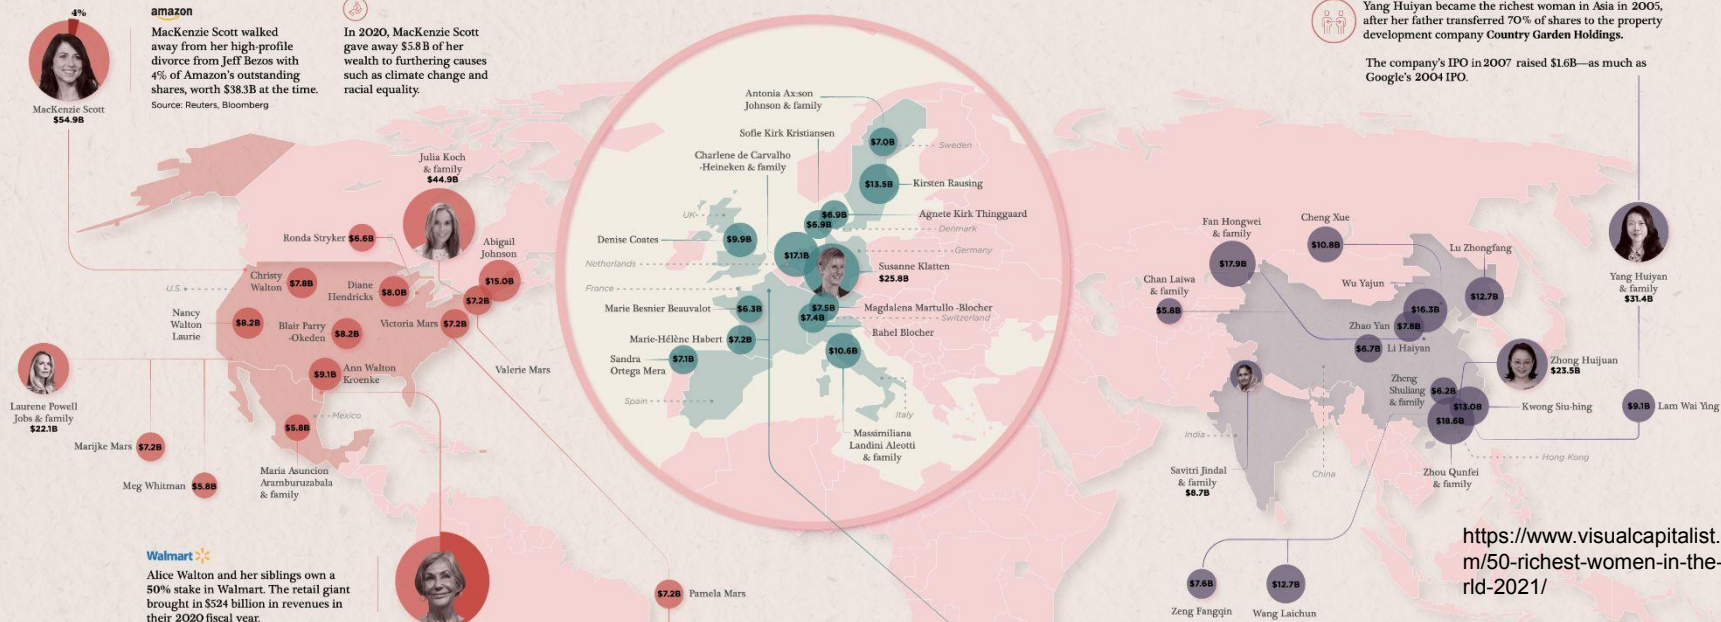 4%
MacKenzie Scott
$54.9B
amazon
MacKenzie Scott walked
away from her high-profile
divorce from Jeff Bezos with
4% of Amazon's outstanding
shares, worth $38.3B at the time.
Source: Reuters, Bloomberg
In 2020, MacKenzie Scott
gave away $5.8B of her
wealth to furthering causes
such as climate change and
racial equality.
Yang Huiyan became the richest woman in Asia in 2005,
after her father transferred 70% of shares to the property
development company Country Garden Holdings.
The company's IPO in 2007 raised $1.6B—as much as
Google's 2004 IPO.
Julia Koch
& family
$44.9B
Ronda Stryker $6.6B
Abigail
Johnson
$15.0B
Christy
Walton
$7.8B
Diane
Hendricks
$8.0B
$7.2B
U.S.
Nancy
Walton
Laurie
$8.2B
Blair Parry
-Okeden
$8.2B
Victoria Mars $7.2B
Valerie Mars
$9.1B
Ann Walton
Kroenke
Laurene Powell
Jobs & family
$22.1B
Mexico
$5.8B
Maria Asuncion
Aramburuzabala
& family
Marijke Mars $7.2B
Meg Whitman $5.8B
Walmart
Alice Walton and her siblings own a
50% stake in Walmart. The retail giant
brought in $524 billion in revenues in
their 2020 fiscal year.
$7.2B Pamela Mars
Antonia Ax:son
Johnson & family
$7.0B
Sweden
Sofie Kirk Kristiansen
Charlene de Carvalho
-Heineken & family
$13.5B Kirsten Rausing
UK
$6.9B
$6.9B
Agnete Kirk Thinggaard
Denmark
Denise Coates $9.9B
Germany
$17.1B
Netherlands
Susanne Klatten
$25.8B
France
Marie Besnier Beauvalot $6.3B
$7.5B Magdalena Martullo -Blocher
$7.4B
Switzerland
Rahel Blocher
Marie-Hélène Habert $7.2B
Sandra
Ortega Mera
$7.1B
$10.6B
Spain
Italy
Massimiliana
Landini Aleotti
& family
Fan Hongwei
& family
$17.9B
Cheng Xue
$10.8B
Lu Zhongfang
$12.7B
Yang Huiyan
& family
$31.4B
Chan Laiwa
& family
$5.8B
Wu Yajun
$16.3B
Zhao Yan $7.8B
$6.7B Li Haiyan
Zhong Huijuan
$23.5B
Zheng
Shuliang
& family
$6.2B
$13.0B
Kwong Siu-hing
$18.6B
$9.1B Lam Wai Ying
India
China
Hong Kong
Savitri Jindal
& family
$8.7B
Zhou Qunfei
& family
$7.6B
Zeng Fangqin
$12.7B
Wang Laichun
https://www.visualcapitalist.
m/50-richest-women-in-the-
rld-2021/